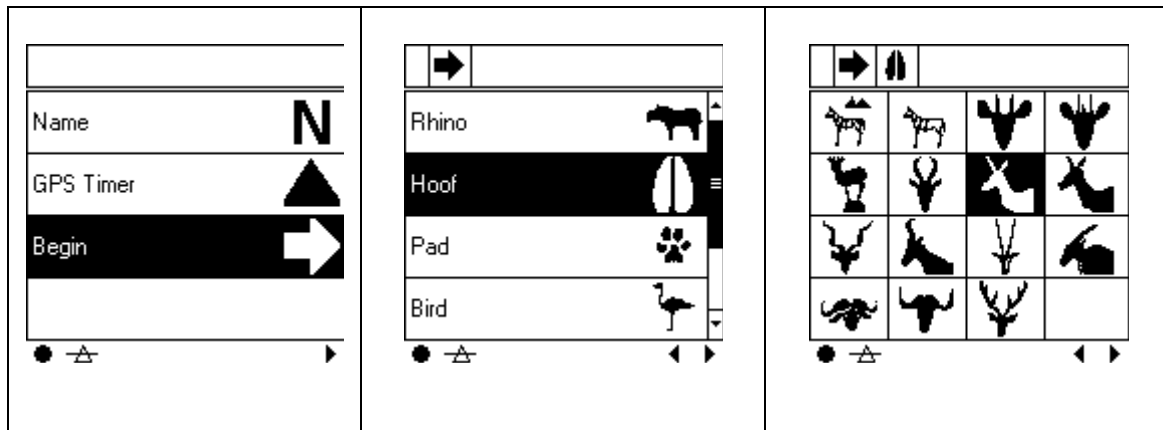 Name N
GPS Timer
Begin
Rhino
Hoof
Pad
Bird